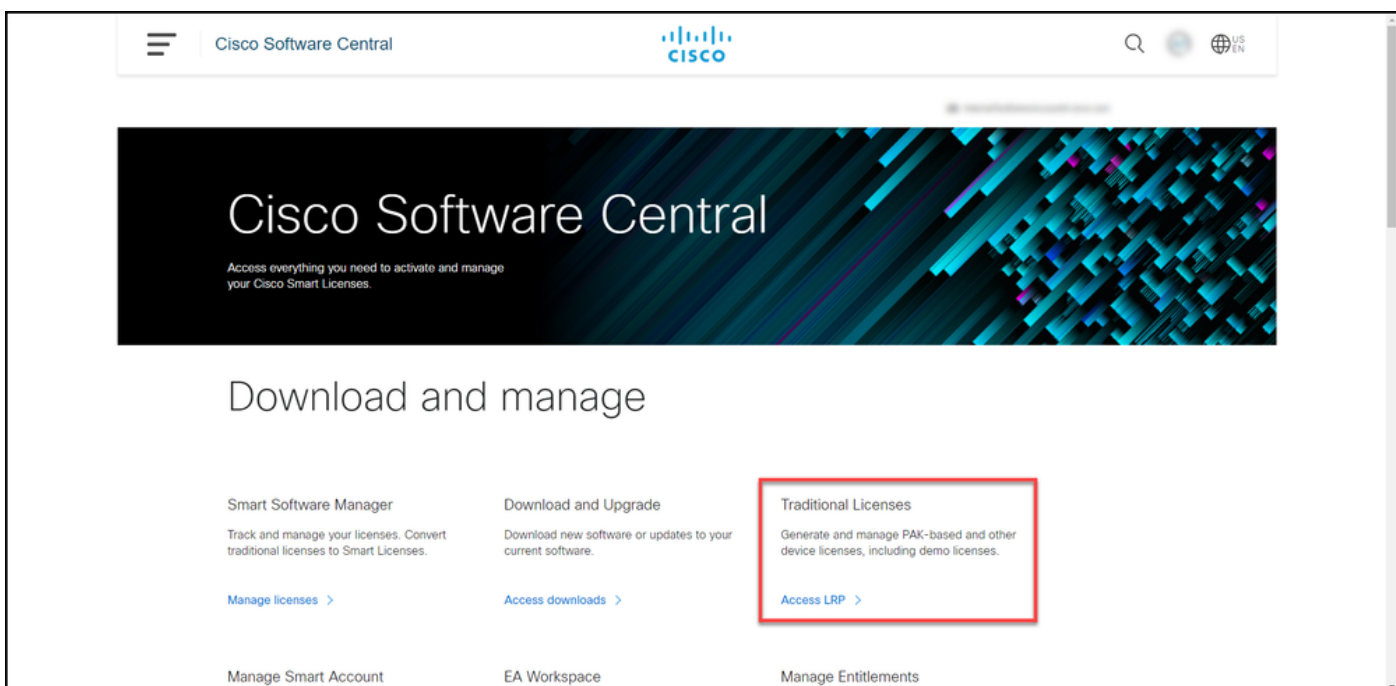 Cisco Software Central
CISCO
US
EN
Cisco Software Central
Access everything you need to activate and manage
your Cisco Smart Licenses.
Download and manage
Smart Software Manager
Track and manage your licenses. Convert
traditional licenses to Smart Licenses.
Manage licenses >
Download and Upgrade
Download new software or updates to your
current software.
Access downloads >
Traditional Licenses
Generate and manage PAK-based and other
device licenses, including demo licenses.
Access LRP >
Manage Smart Account
EA Workspace
Manage Entitlements